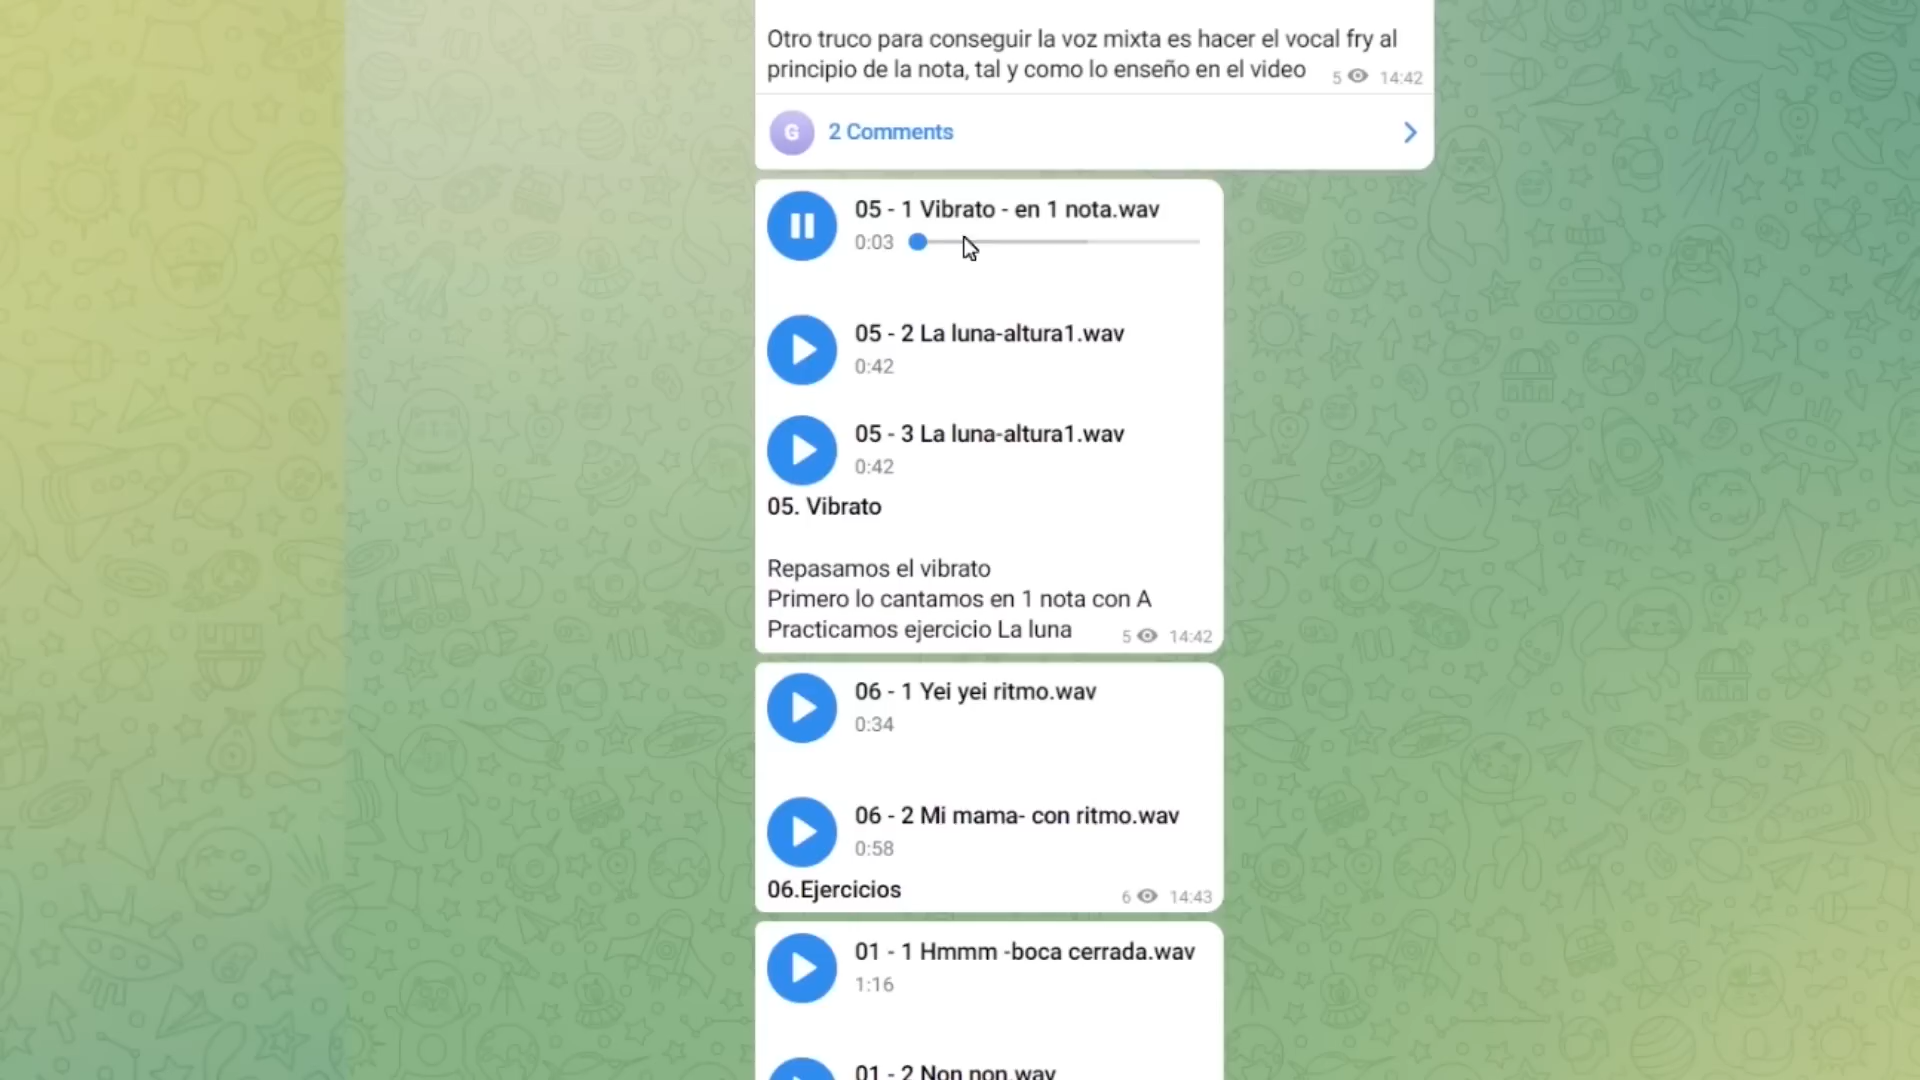 Otro truco para conseguir la voz mixta es hacer el vocal fry al
principio de la nota, tal y como lo enseño en el video
5 14:42
G 2 Comments
05 - 1 Vibrato - en 1 nota.wav
0:03
05 - 2 La luna-altura1.wav
0:42
05 - 3 La luna-altura1.wav
0:42
05. Vibrato
Repasamos el vibrato
Primero lo cantamos en 1 nota con A
Practicamos ejercicio La luna
5 14:42
06 - 1 Yei yei ritmo.wav
0:34
06 - 2 Mi mama- con ritmo.wav
0:58
06.Ejercicios
6 14:43
01 - 1 Hmmm -boca cerrada.wav
1:16
01 - 2 Non non.wav